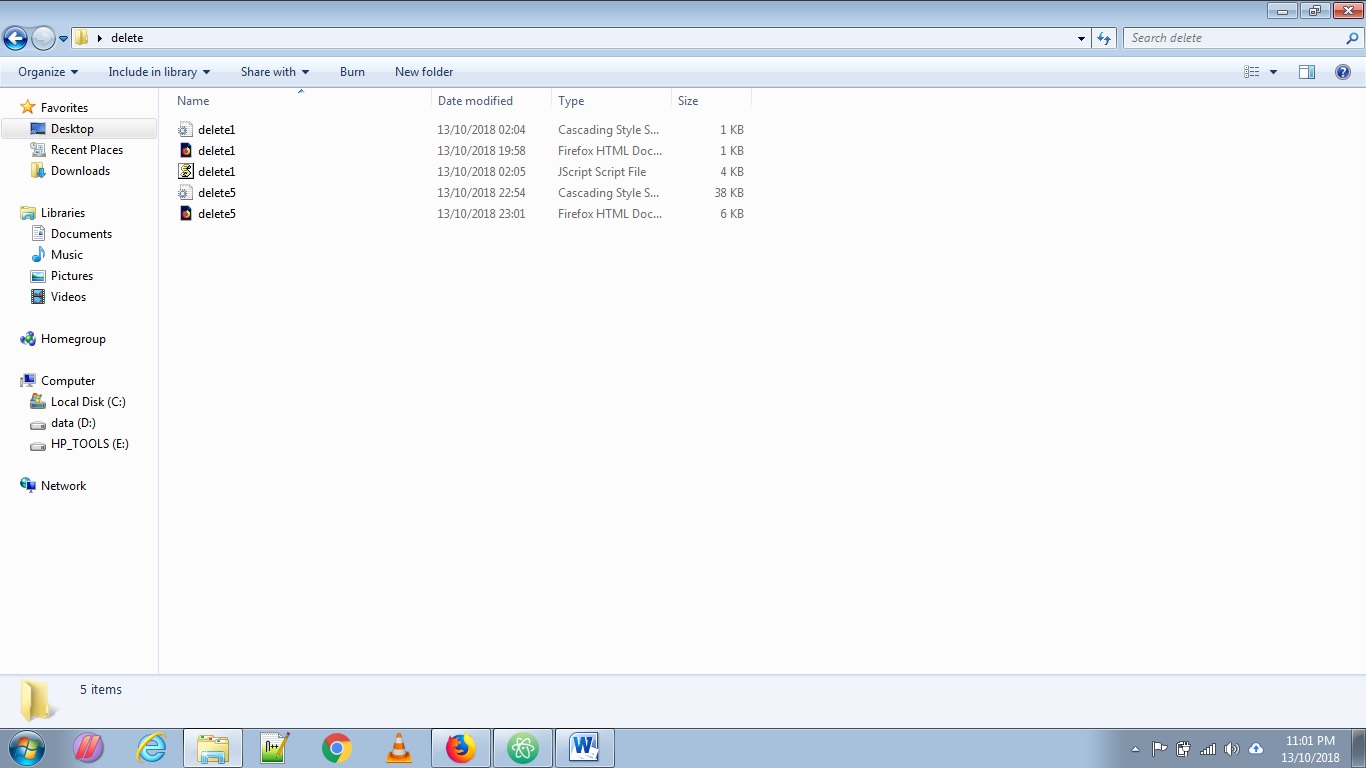 delete
Search delete
Organize Include in library Share with Burn New folder
Name Date modified Type Size
Favorites
Desktop
Recent Places
Downloads
Libraries
Documents
Music
Pictures
Videos
Homegroup
Computer
Local Disk (C:)
data (D:)
HP_TOOLS (E:)
Network
delete1 13/10/2018 02:04 Cascading Style S... 1 KB
delete1 13/10/2018 19:58 Firefox HTML Doc... 1 KB
delete1 13/10/2018 02:05 JScript Script File 4 KB
delete5 13/10/2018 22:54 Cascading Style S... 38 KB
delete5 13/10/2018 23:01 Firefox HTML Doc... 6 KB
5 items
11:01 PM
13/10/2018